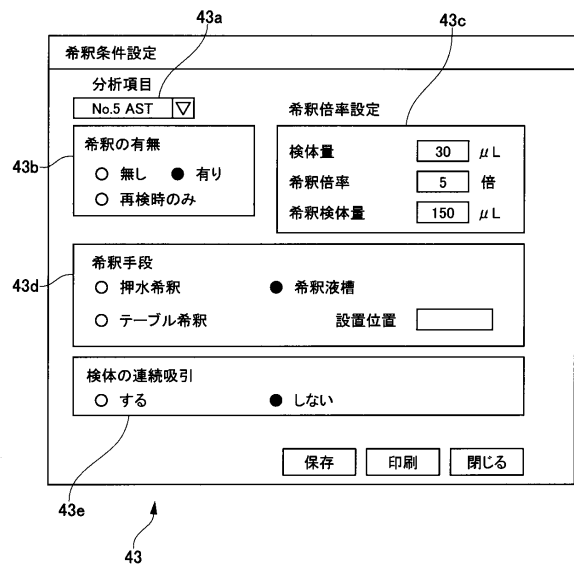 43a
43c
希釈条件設定
分析項目
No.5 AST ▽
希釈倍率設定
43b
希釈の有無
○ 無し ● 有り
○ 再検時のみ
検体量 30 μL
希釈倍率 5 倍
希釈検体量 150 μL
43d
希釈手段
○ 押水希釈 ● 希釈液槽
○ テーブル希釈 設置位置
検体の連続吸引
○ する ● しない
保存 印刷 閉じる
43e
43